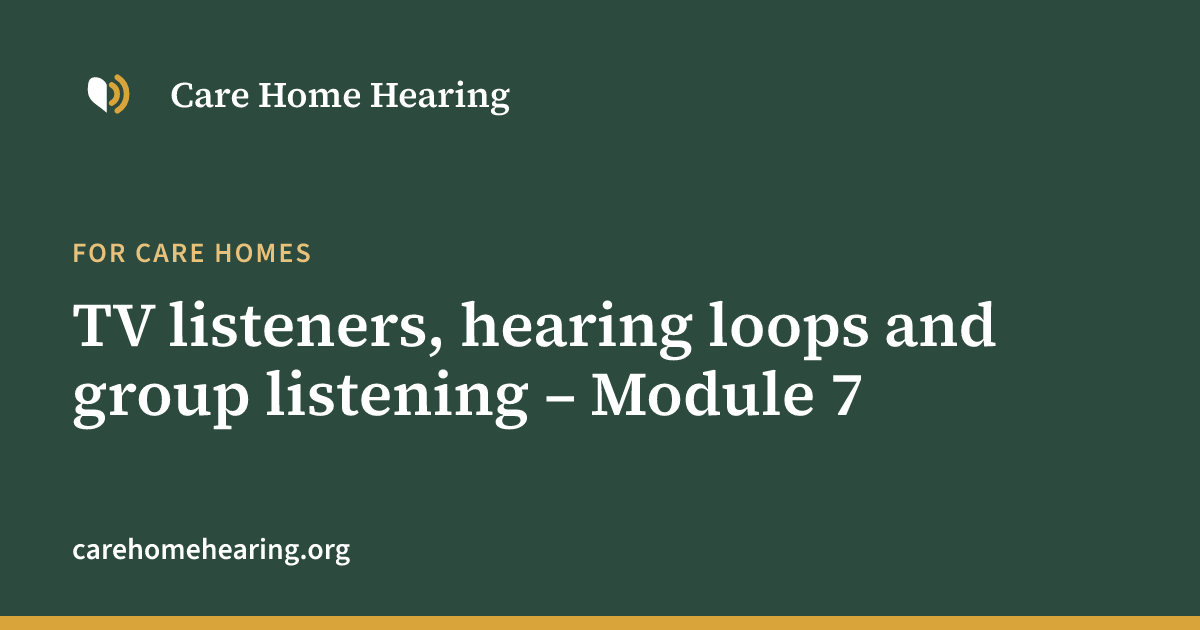 Care Home Hearing
FOR CARE HOMES
TV listeners, hearing loops and
group listening – Module 7
carehomehearing.org